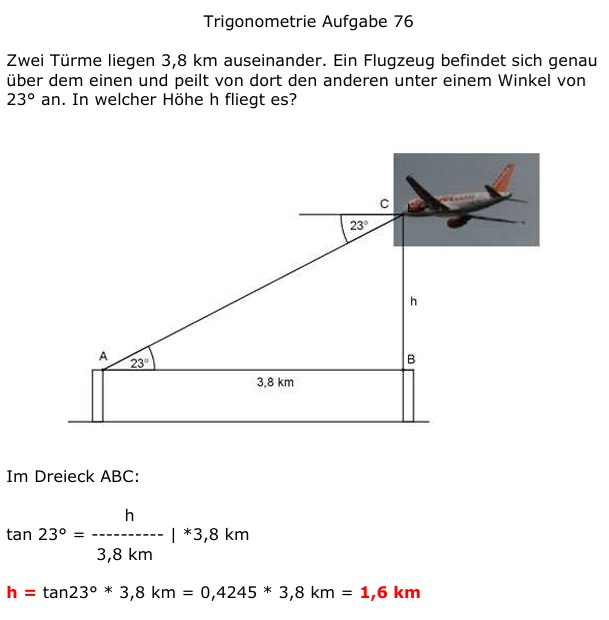 Trigonometrie Aufgabe 76
Zwei Türme liegen 3,8 km auseinander. Ein Flugzeug befindet sich genau
über dem einen und peilt von dort den anderen unter einem Winkel von
23° an. In welcher Höhe h fliegt es?
C
23°
h
A
23°
B
3,8 km
Im Dreieck ABC:
h
tan 23° = ---------- | *3,8 km
3,8 km
h = tan23° * 3,8 km = 0,4245 * 3,8 km = 1,6 km